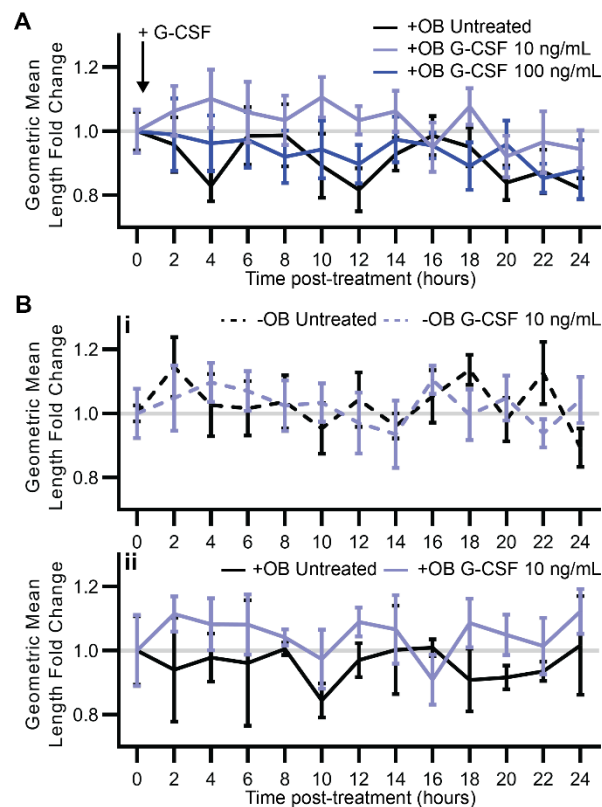 A
+ G-CSF
+OB Untreated
+OB G-CSF 10 ng/mL
+OB G-CSF 100 ng/mL
Geometric Mean
Length Fold Change
1.2
1.0
0.8
0 2 4 6 8 10 12 14 16 18 20 22 24
Time post-treatment (hours)
B
i
-OB Untreated -OB G-CSF 10 ng/mL
Geometric Mean
Length Fold Change
1.2
1.0
0.8
0 2 4 6 8 10 12 14 16 18 20 22 24
ii
+OB Untreated +OB G-CSF 10 ng/mL
Geometric Mean
Length Fold Change
1.2
1.0
0.8
0 2 4 6 8 10 12 14 16 18 20 22 24
Time post-treatment (hours)